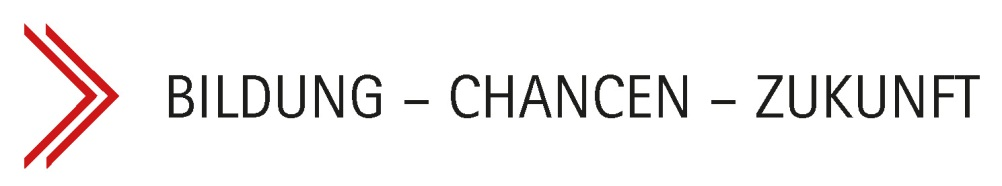 BILDUNG – CHANCEN – ZUKUNFT